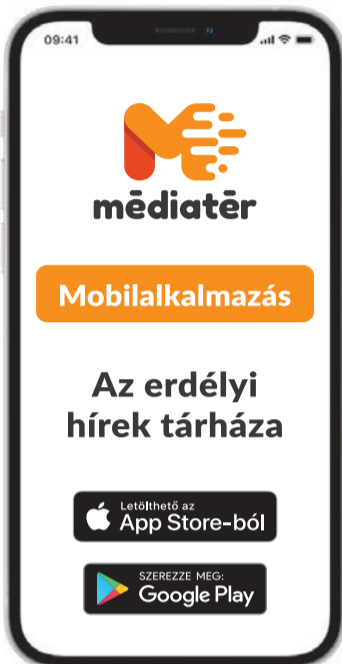 09:41
mēdiatēr
Mobilalkalmazás
Az erdélyi
hírek tárháza
Letölthető az
App Store-ból
SZEREZZE MEG:
Google Play